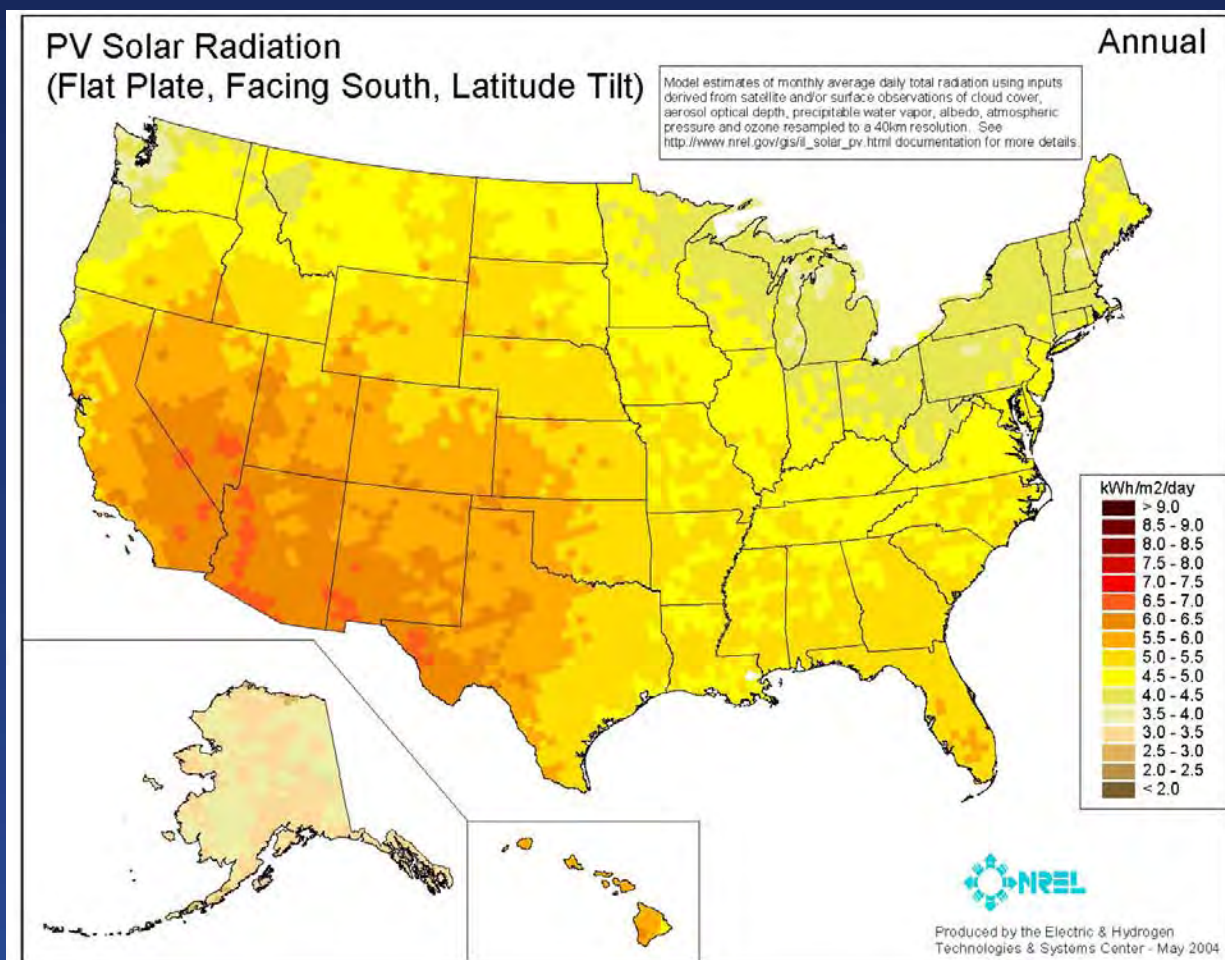 PV Solar Radiation
(Flat Plate, Facing South, Latitude Tilt)
Annual
Model estimates of monthly average daily total radiation using inputs
derived from satellite and/or surface observations of cloud cover,
aerosol optical depth, precipitable water vapor, albedo, atmospheric
pressure and ozone resampled to a 40km resolution. See
http://www.nrel.gov/gis/il_solar_pv.html documentation for more details.
kWh/m2/day
> 9.0
8.5 - 9.0
8.0 - 8.5
7.5 - 8.0
7.0 - 7.5
6.5 - 7.0
6.0 - 6.5
5.5 - 6.0
5.0 - 5.5
4.5 - 5.0
4.0 - 4.5
3.5 - 4.0
3.0 - 3.5
2.5 - 3.0
2.0 - 2.5
< 2.0
NREL
Produced by the Electric & Hydrogen
Technologies & Systems Center - May 2004